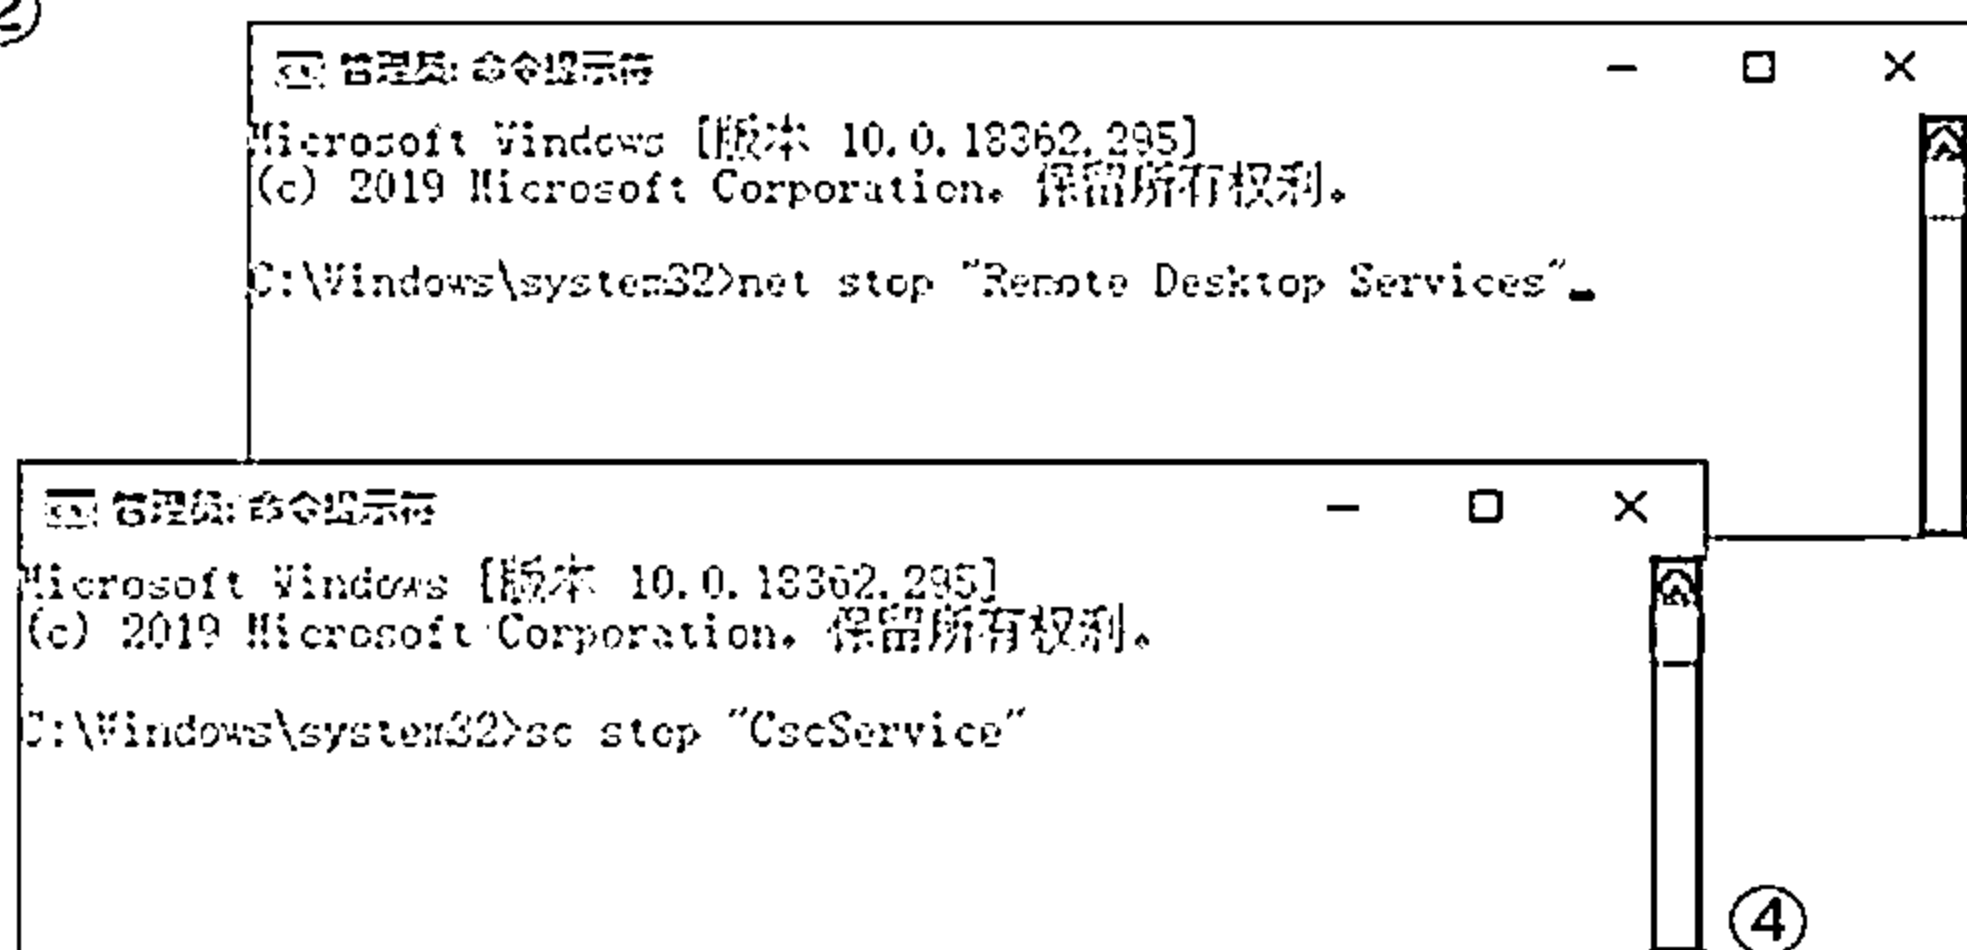 ②
管理员: 命令提示符
Microsoft Windows [版本 10.0.18362.295]
(c) 2019 Microsoft Corporation。保留所有权利。
C:\Windows\system32>net stop "Remote Desktop Services"
管理员: 命令提示符
Microsoft Windows [版本 10.0.18362.295]
(c) 2019 Microsoft Corporation。保留所有权利。
C:\Windows\system32>sc stop "CscService"
④